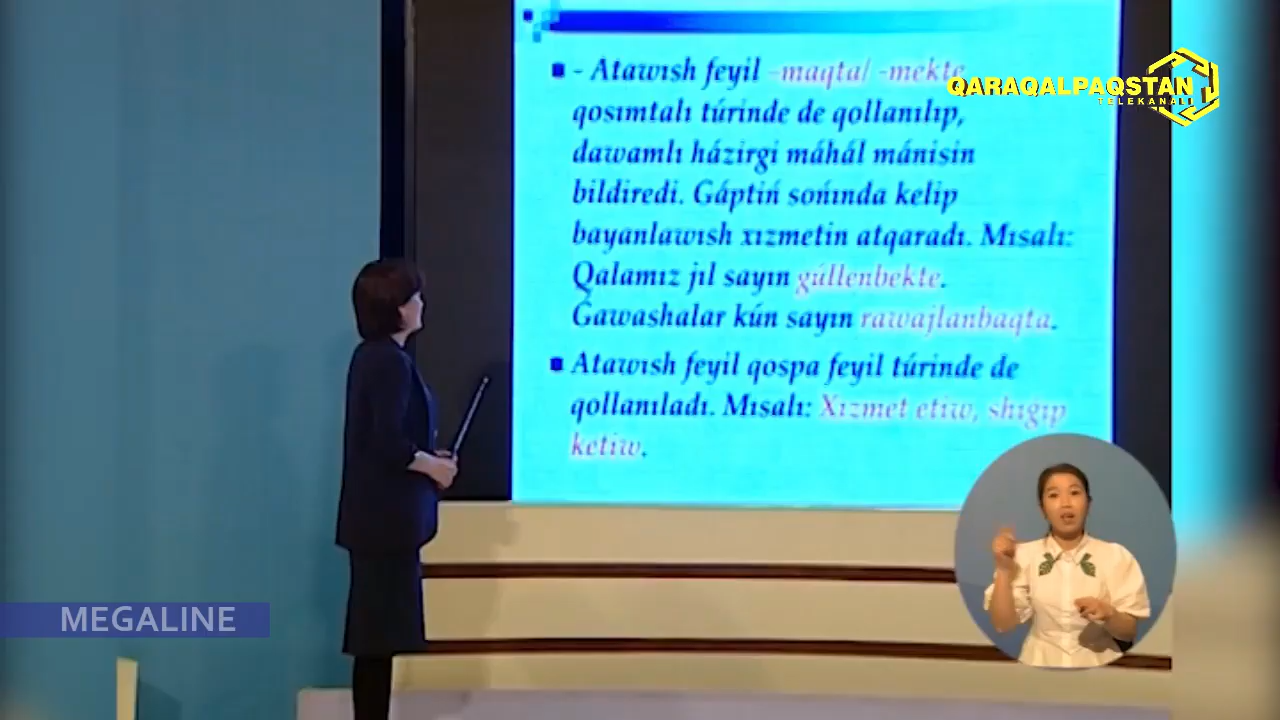 - Atawısh feyil -maqta/ -mekte
qosımtalı túrinde de qollanılıp,
dawamlı házirgi máhál mánisin
bildiredi. Gáptiń sońında kelip
bayanlawısh xızmetin atqaradı. Mısalı:
Qalamız jıl sayın gúllenbekte.
Ǵawashalar kún sayın rawajlanbaqta.
Atawısh feyil qospa feyil túrinde de
qollanıladı. Mısalı: Xızmet etiw, shıǵıp
ketiw.
QARAQALPAQSTAN
TELEKANALI
MEGALINE